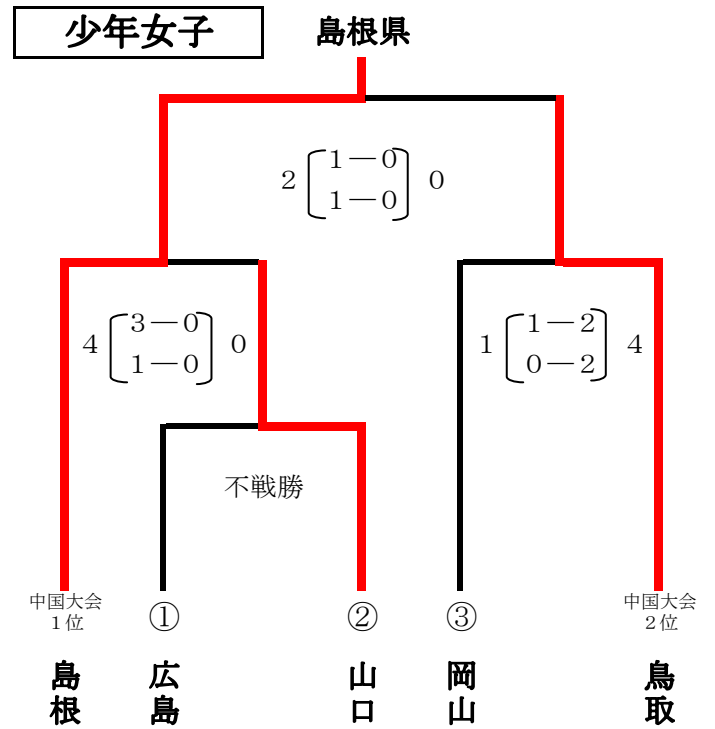 少年女子
島根県
2 1－0 0
1－0
4 3－0 0
1－0
1 1－2 4
0－2
不戦勝
中国大会
1位
①
②
③
中国大会
2位
島根
広島
山口
岡山
鳥取